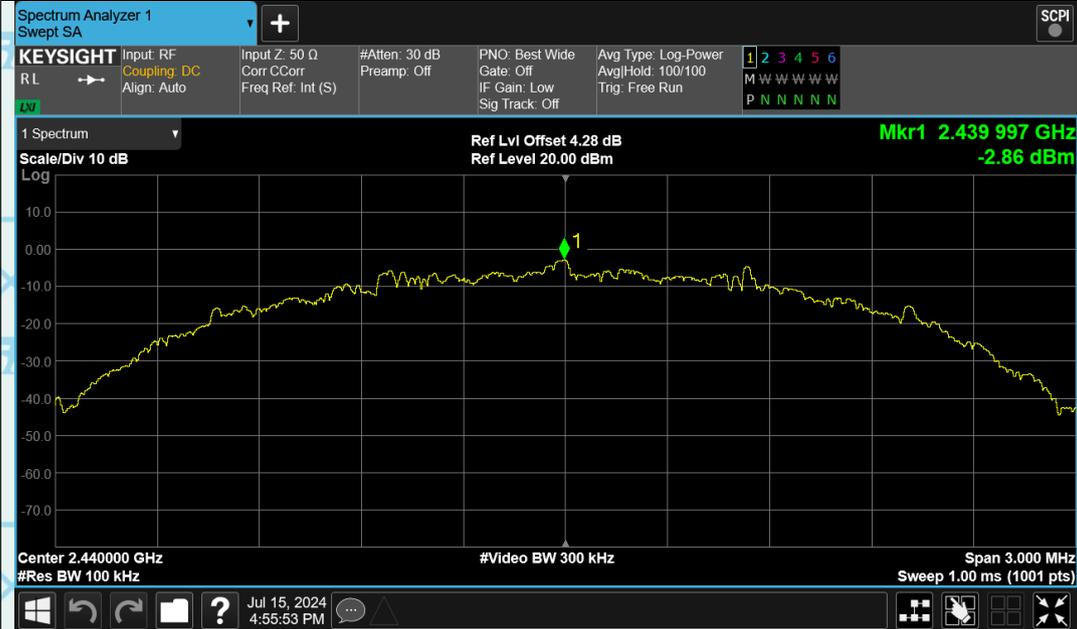 Spectrum Analyzer 1
Swept SA
+
SCPI
KEYSIGHT
R L
LXI
Input: RF
Coupling: DC
Align: Auto
Input Z: 50 Ω
Corr CCorr
Freq Ref: Int (S)
#Atten: 30 dB
Preamp: Off
PNO: Best Wide
Gate: Off
IF Gain: Low
Sig Track: Off
Avg Type: Log-Power
Avg|Hold: 100/100
Trig: Free Run
1 2 3 4 5 6
M W W W W W
P N N N N N
1 Spectrum
Scale/Div 10 dB
Ref Lvl Offset 4.28 dB
Ref Level 20.00 dBm
Mkr1 2.439 997 GHz
-2.86 dBm
Log
10.0
0.00
-10.0
-20.0
-30.0
-40.0
-50.0
-60.0
-70.0
1
Center 2.440000 GHz
#Res BW 100 kHz
#Video BW 300 kHz
Span 3.000 MHz
Sweep 1.00 ms (1001 pts)
?
Jul 15, 2024
4:55:53 PM